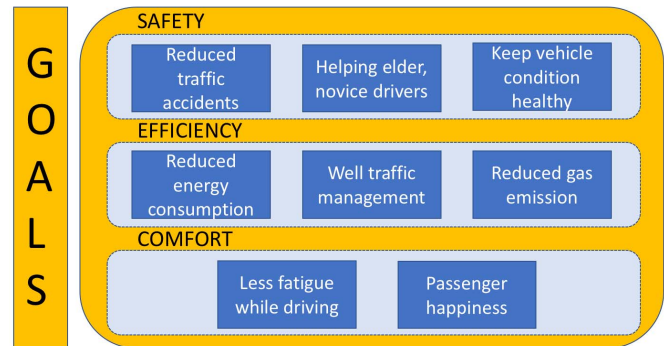 GOALS
SAFETY
Reduced
traffic
accidents
Helping elder,
novice drivers
Keep vehicle
condition
healthy
EFFICIENCY
Reduced
energy
consumption
Well traffic
management
Reduced gas
emission
COMFORT
Less fatigue
while driving
Passenger
happiness